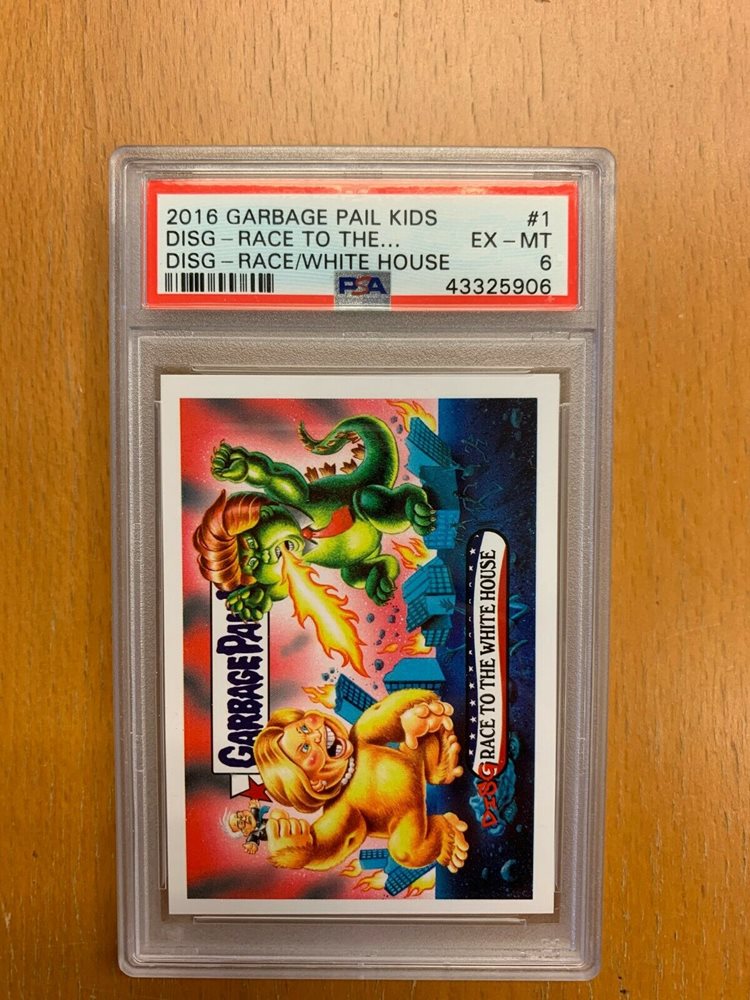 2016 GARBAGE PAIL KIDS #1
DISG-RACE TO THE... EX-MT
DISG-RACE/WHITE HOUSE 6
PSA 43325906
GARBAGE PAI
DISG RACE TO THE WHITE HOUSE